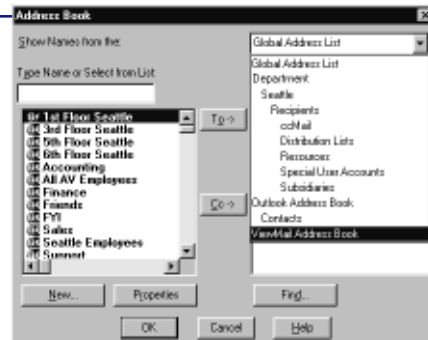 Address Book
Show Names from the:
Global Address List
Type Name or Select from List:
1st Floor Seattle
3rd Floor Seattle
5th Floor Seattle
6th Floor Seattle
Accounting
All AV Employees
Finance
Friends
FYI
Sales
Seattle Employees
Support
To->
Cc->
Global Address List
Department
Seattle
Recipients
ccMail
Distribution Lists
Resources
Special User Accounts
Subsidiaries
Outlook Address Book
Contacts
ViewMail Address Book
New...
Properties
Find...
OK
Cancel
Help